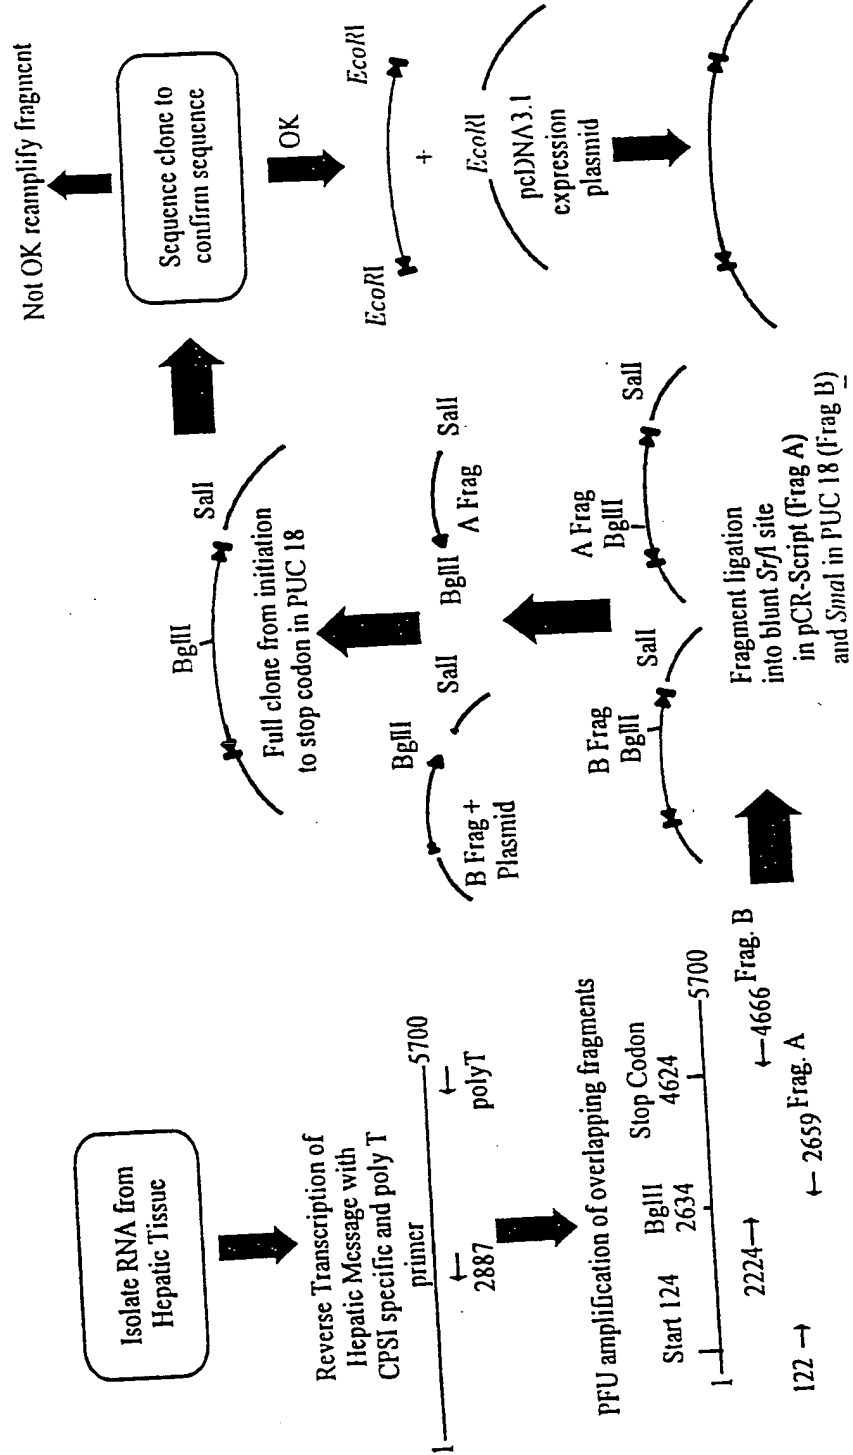 Isolate RNA from
Hepatic Tissue
Reverse Transcription of
Hepatic Message with
CPSI specific and poly T
primer
1 5700
2887 polyT
PFU amplification of overlapping fragments
Start 124 BglII 2634 Stop Codon 4624
1 5700
2224→ ←4666 Frag. B
122 → ← 2659 Frag. A
B Frag
BglII
SalI
A Frag
BglII
SalI
Fragment ligation
into blunt SrfI site
in pCR-Script (Frag A)
and SmaI in PUC 18 (Frag B)
B Frag +
Plasmid
BglII
SalI
BglII
SalI
A Frag
BglII
SalI
Full clone from initiation
to stop codon in PUC 18
Not OK reamplify fragment
Sequence clone to
confirm sequence
OK
EcoRI EcoRI
+
EcoRI
pcDNA3.1
expression
plasmid